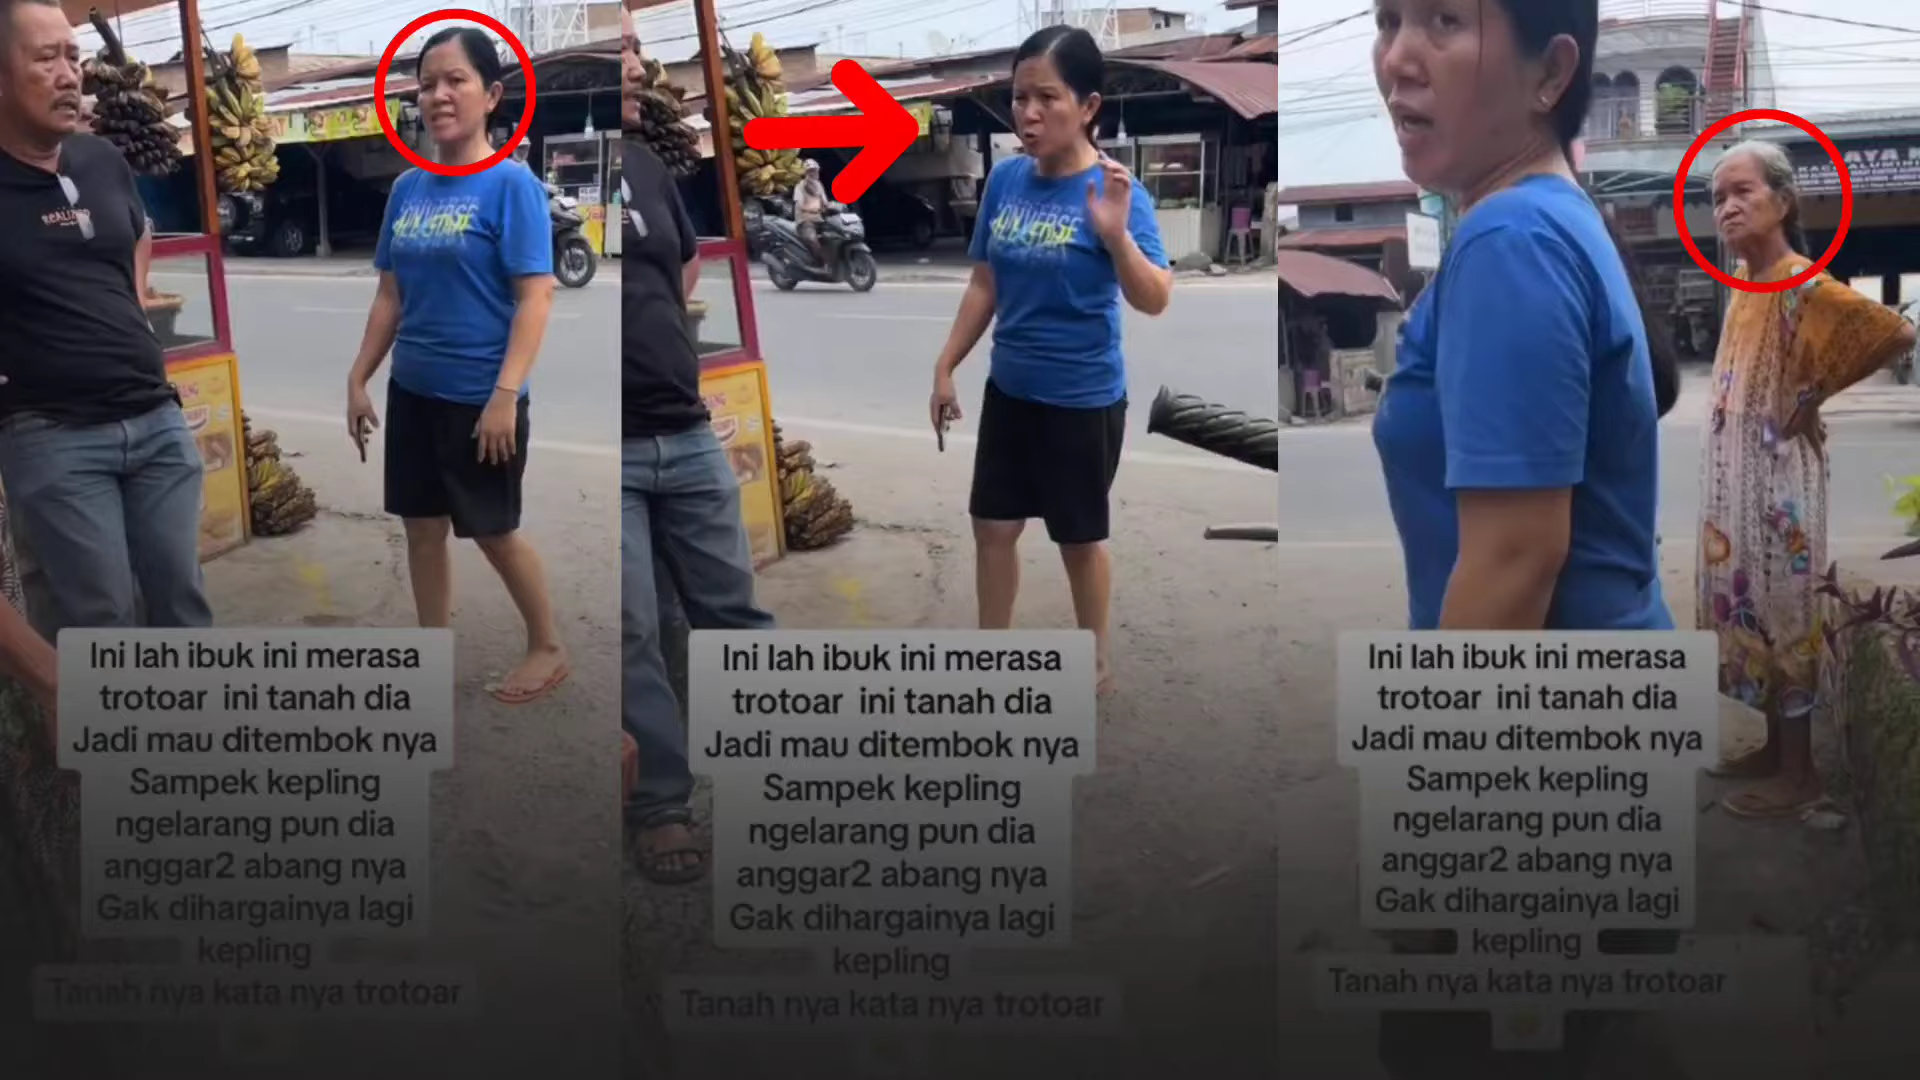 REALIZ
UNIVERSE
Ini lah ibuk ini merasa
trotoar ini tanah dia
Jadi mau ditembok nya
Sampek kepling
ngelarang pun dia
anggar2 abang nya
Gak dihargainya lagi
kepling
Tanah nya kata nya trotoar
UNIVERSE
Ini lah ibuk ini merasa
trotoar ini tanah dia
Jadi mau ditembok nya
Sampek kepling
ngelarang pun dia
anggar2 abang nya
Gak dihargainya lagi
kepling
Tanah nya kata nya trotoar
AYA
Ini lah ibuk ini merasa
trotoar ini tanah dia
Jadi mau ditembok nya
Sampek kepling
ngelarang pun dia
anggar2 abang nya
Gak dihargainya lagi
kepling
Tanah nya kata nya trotoar